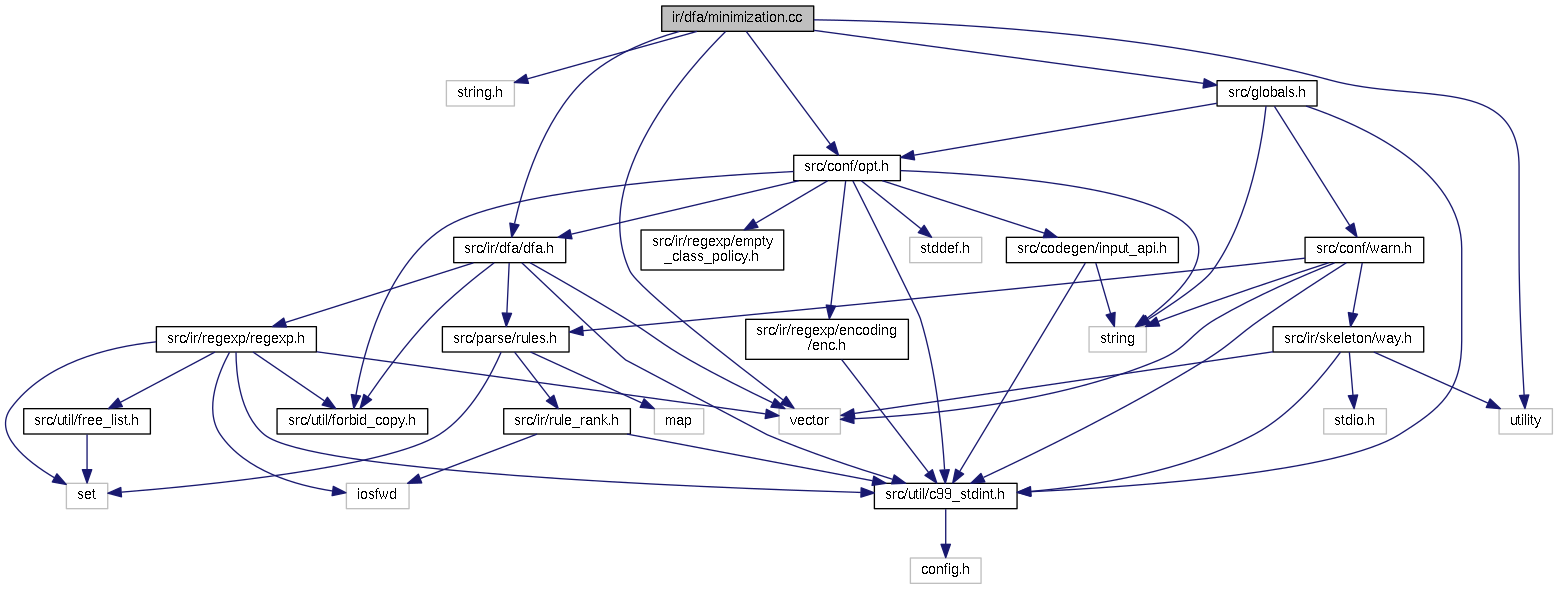 ir/dfa/minimization.cc
string.h
src/globals.h
src/conf/opt.h
src/ir/dfa/dfa.h
src/ir/regexp/empty
_class_policy.h
stddef.h
src/codegen/input_api.h
src/conf/warn.h
src/ir/regexp/regexp.h
src/parse/rules.h
src/ir/regexp/encoding
/enc.h
string
src/ir/skeleton/way.h
src/util/free_list.h
src/util/forbid_copy.h
src/ir/rule_rank.h
map
vector
stdio.h
utility
set
iosfwd
src/util/c99_stdint.h
config.h